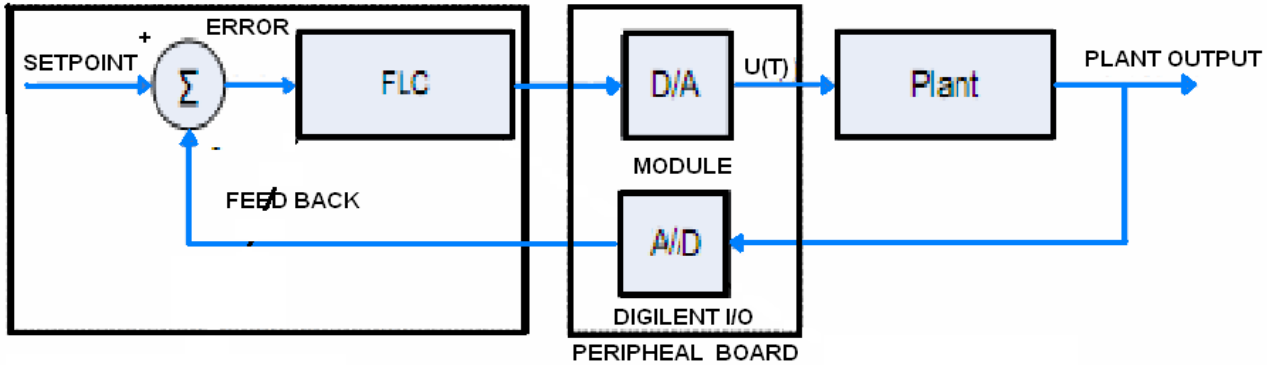 ERROR
+
SETPOINT
Σ
FLC
D/A
U(T)
Plant
PLANT OUTPUT
-
MODULE
FEED BACK
A/D
DIGILENT I/O
PERIPHEAL BOARD